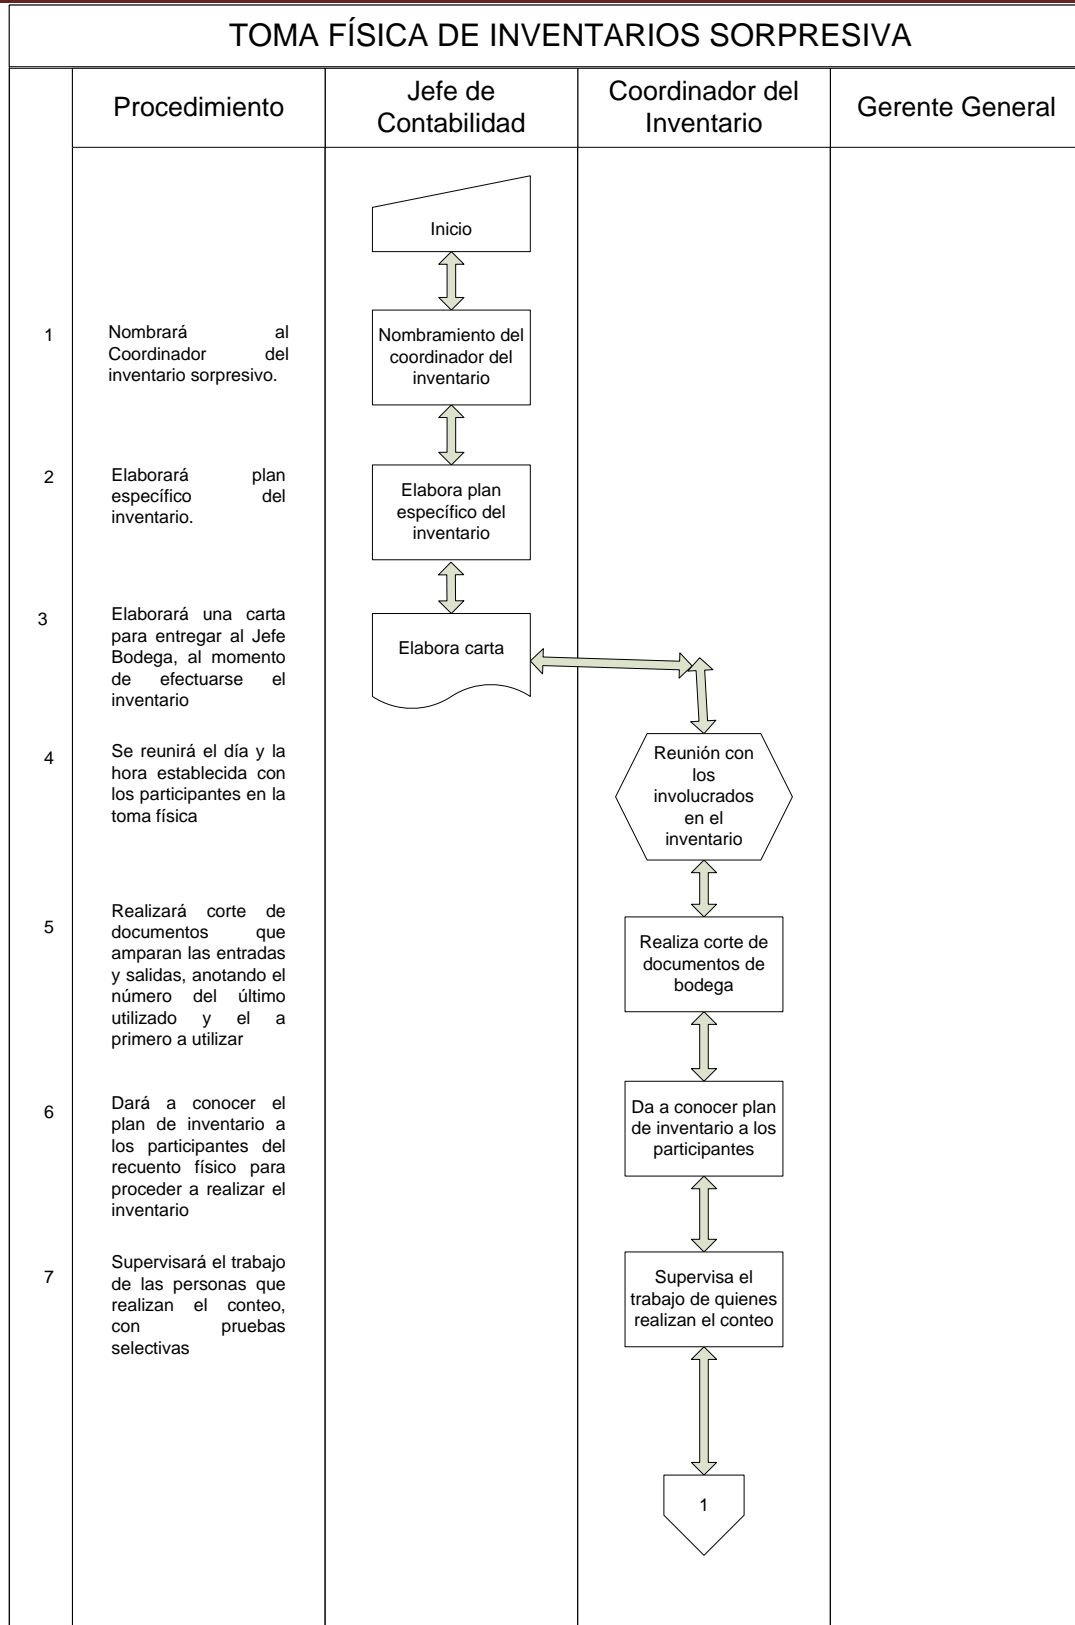 TOMA FÍSICA DE INVENTARIOS SORPRESIVA
Procedimiento
Jefe de
Contabilidad
Coordinador del
Inventario
Gerente General
Inicio
1
Nombrará al
Coordinador del
inventario sorpresivo.
Nombramiento del
coordinador del
inventario
2
Elaborará plan
específico del
inventario.
Elabora plan
específico del
inventario
3
Elaborará una carta
para entregar al Jefe
Bodega, al momento
de efectuarse el
inventario
Elabora carta
4
Se reunirá el día y la
hora establecida con
los participantes en la
toma física
Reunión con
los
involucrados
en el
inventario
5
Realizará corte de
documentos que
amparan las entradas
y salidas, anotando el
número del último
utilizado y el a
primero a utilizar
Realiza corte de
documentos de
bodega
6
Dará a conocer el
plan de inventario a
los participantes del
recuento físico para
proceder a realizar el
inventario
Da a conocer plan
de inventario a los
participantes
7
Supervisará el trabajo
de las personas que
realizan el conteo,
con pruebas
selectivas
Supervisa el
trabajo de quienes
realizan el conteo
1